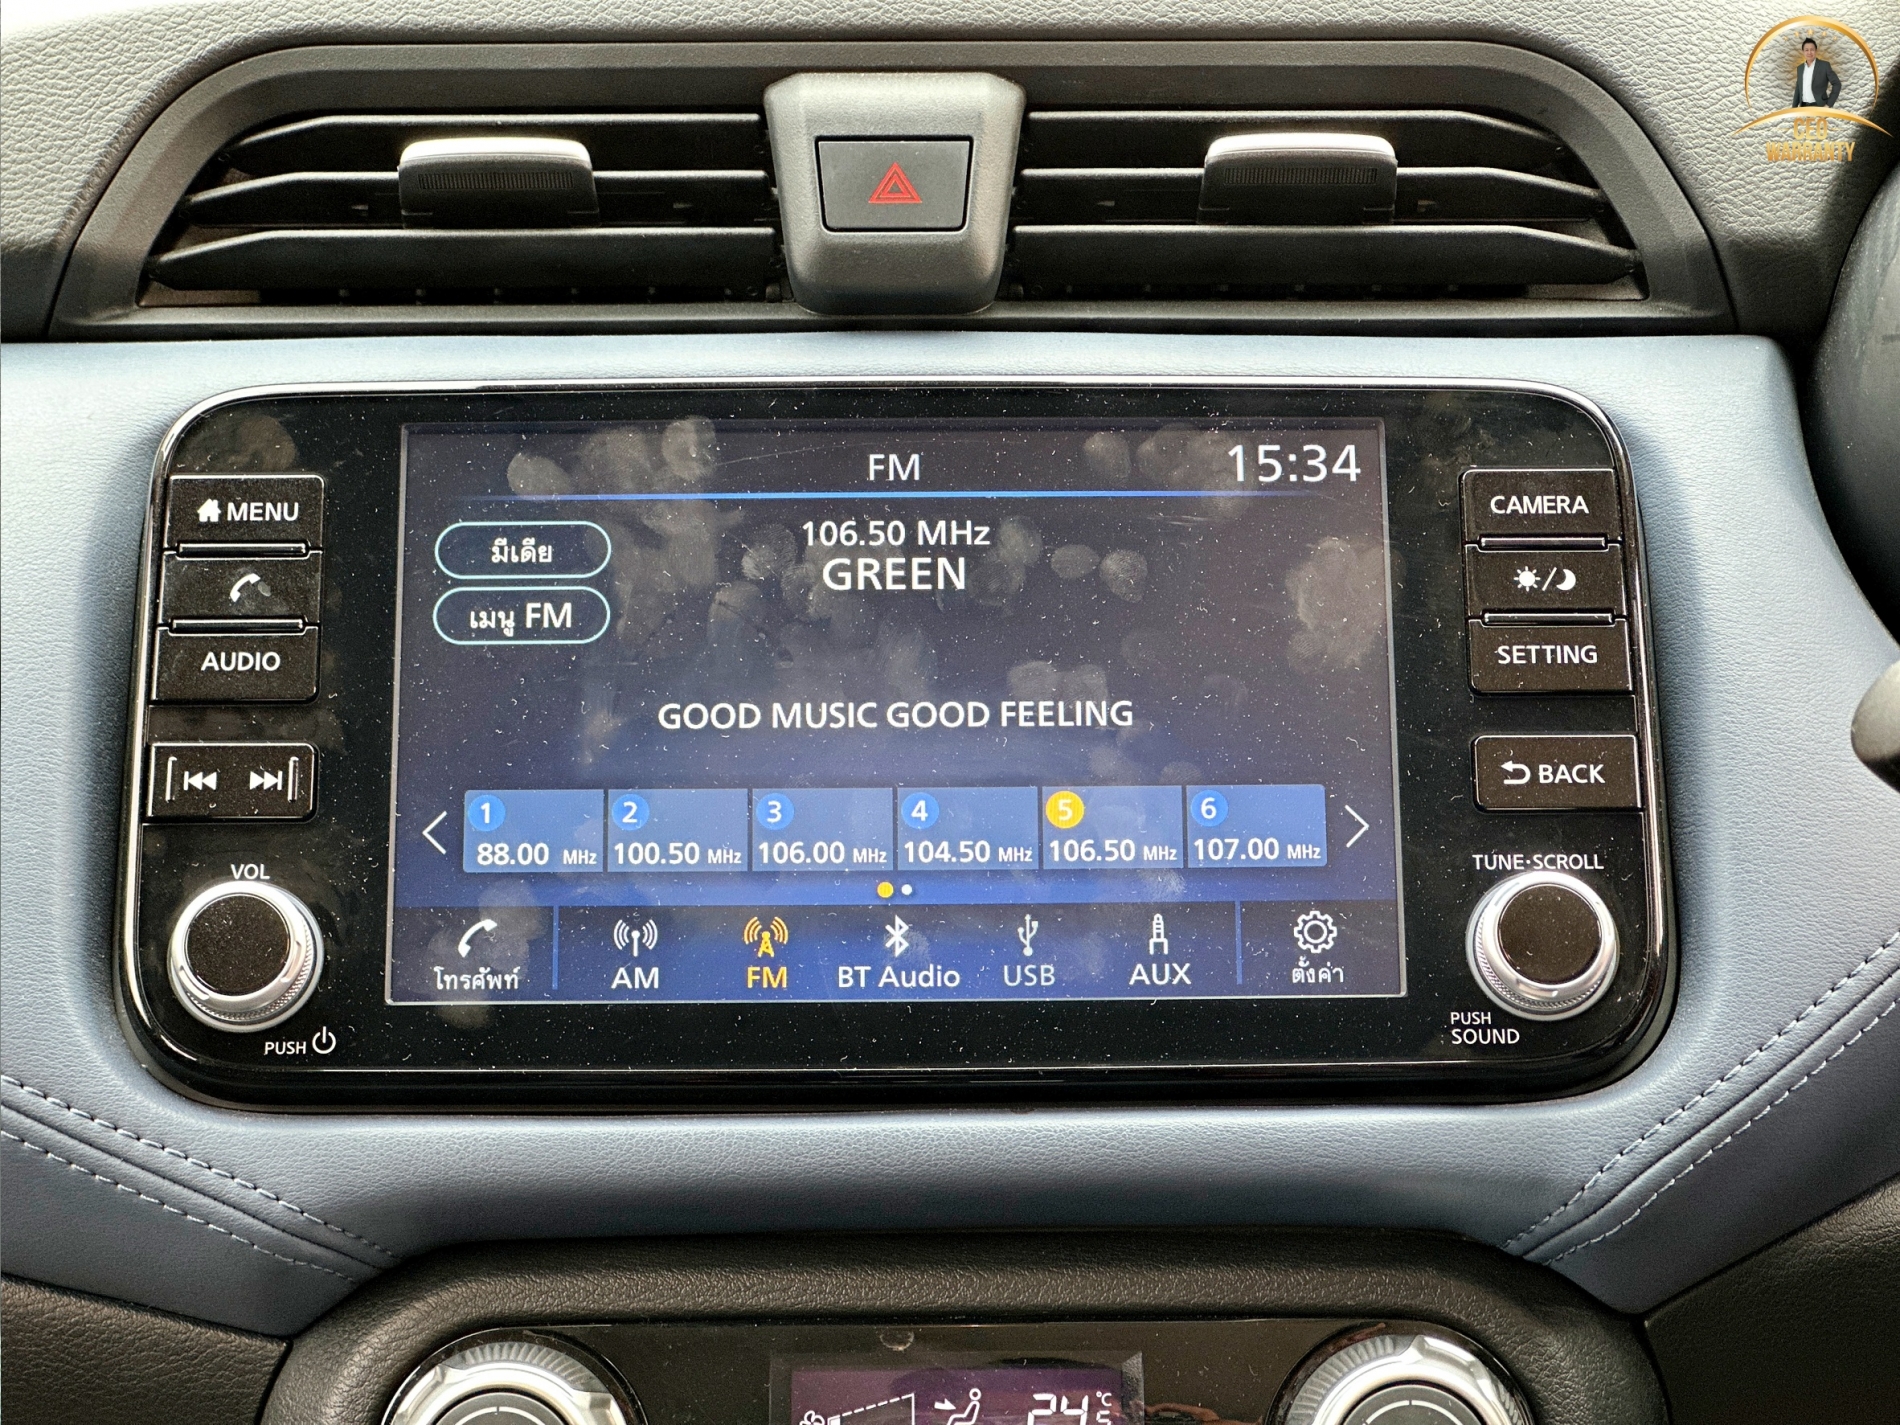 CEO
WARRANTY
FM
15:34
MENU
CAMERA
106.50 MHz
GREEN
มีเดีย
เมนู FM
AUDIO
SETTING
GOOD MUSIC GOOD FEELING
BACK
1 2 3 4 5 6
88.00 MHz 100.50 MHz 106.00 MHz 104.50 MHz 106.50 MHz 107.00 MHz
VOL
TUNE·SCROLL
โทรศัพท์ AM FM BT Audio USB AUX ตั้งค่า
PUSH
PUSH
SOUND
24 °C